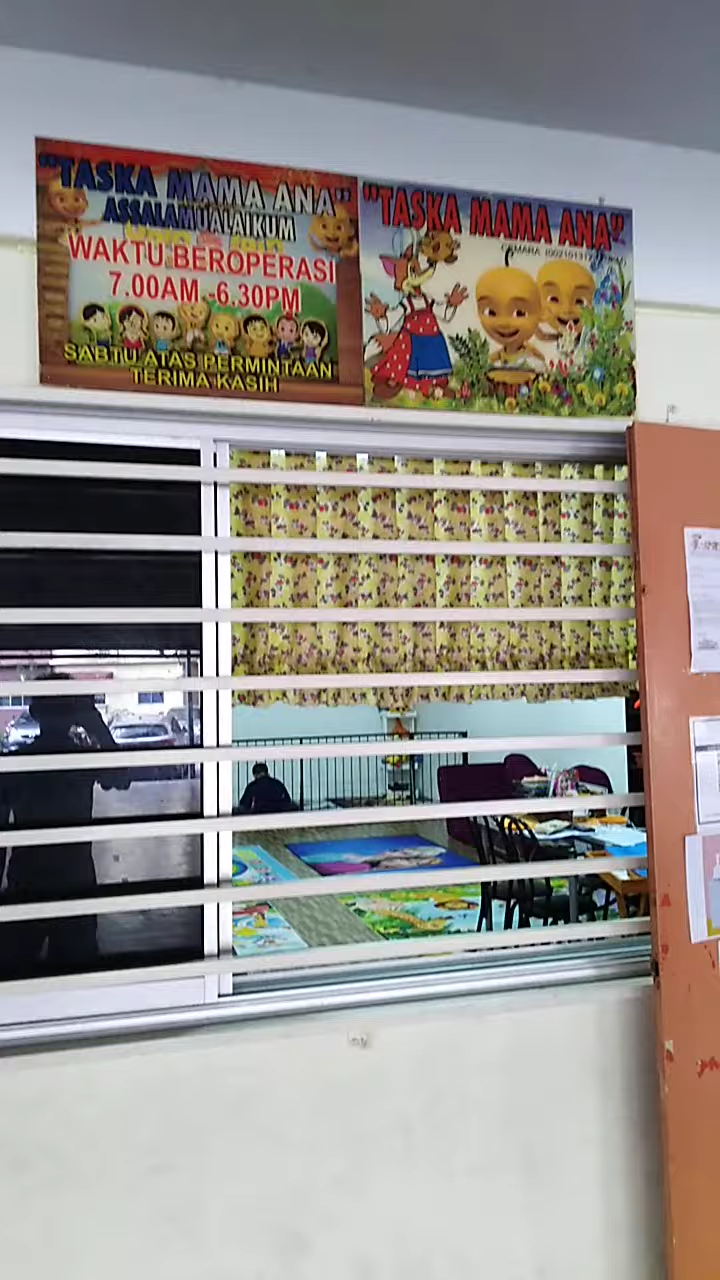 "TASKA MAMA ANA"
ASSALAMUALAIKUM
WAKTU BEROPERASI
7.00AM -6.30PM
SABTU ATAS PERMINTAAN
TERIMA KASIH
"TASKA MAMA ANA"